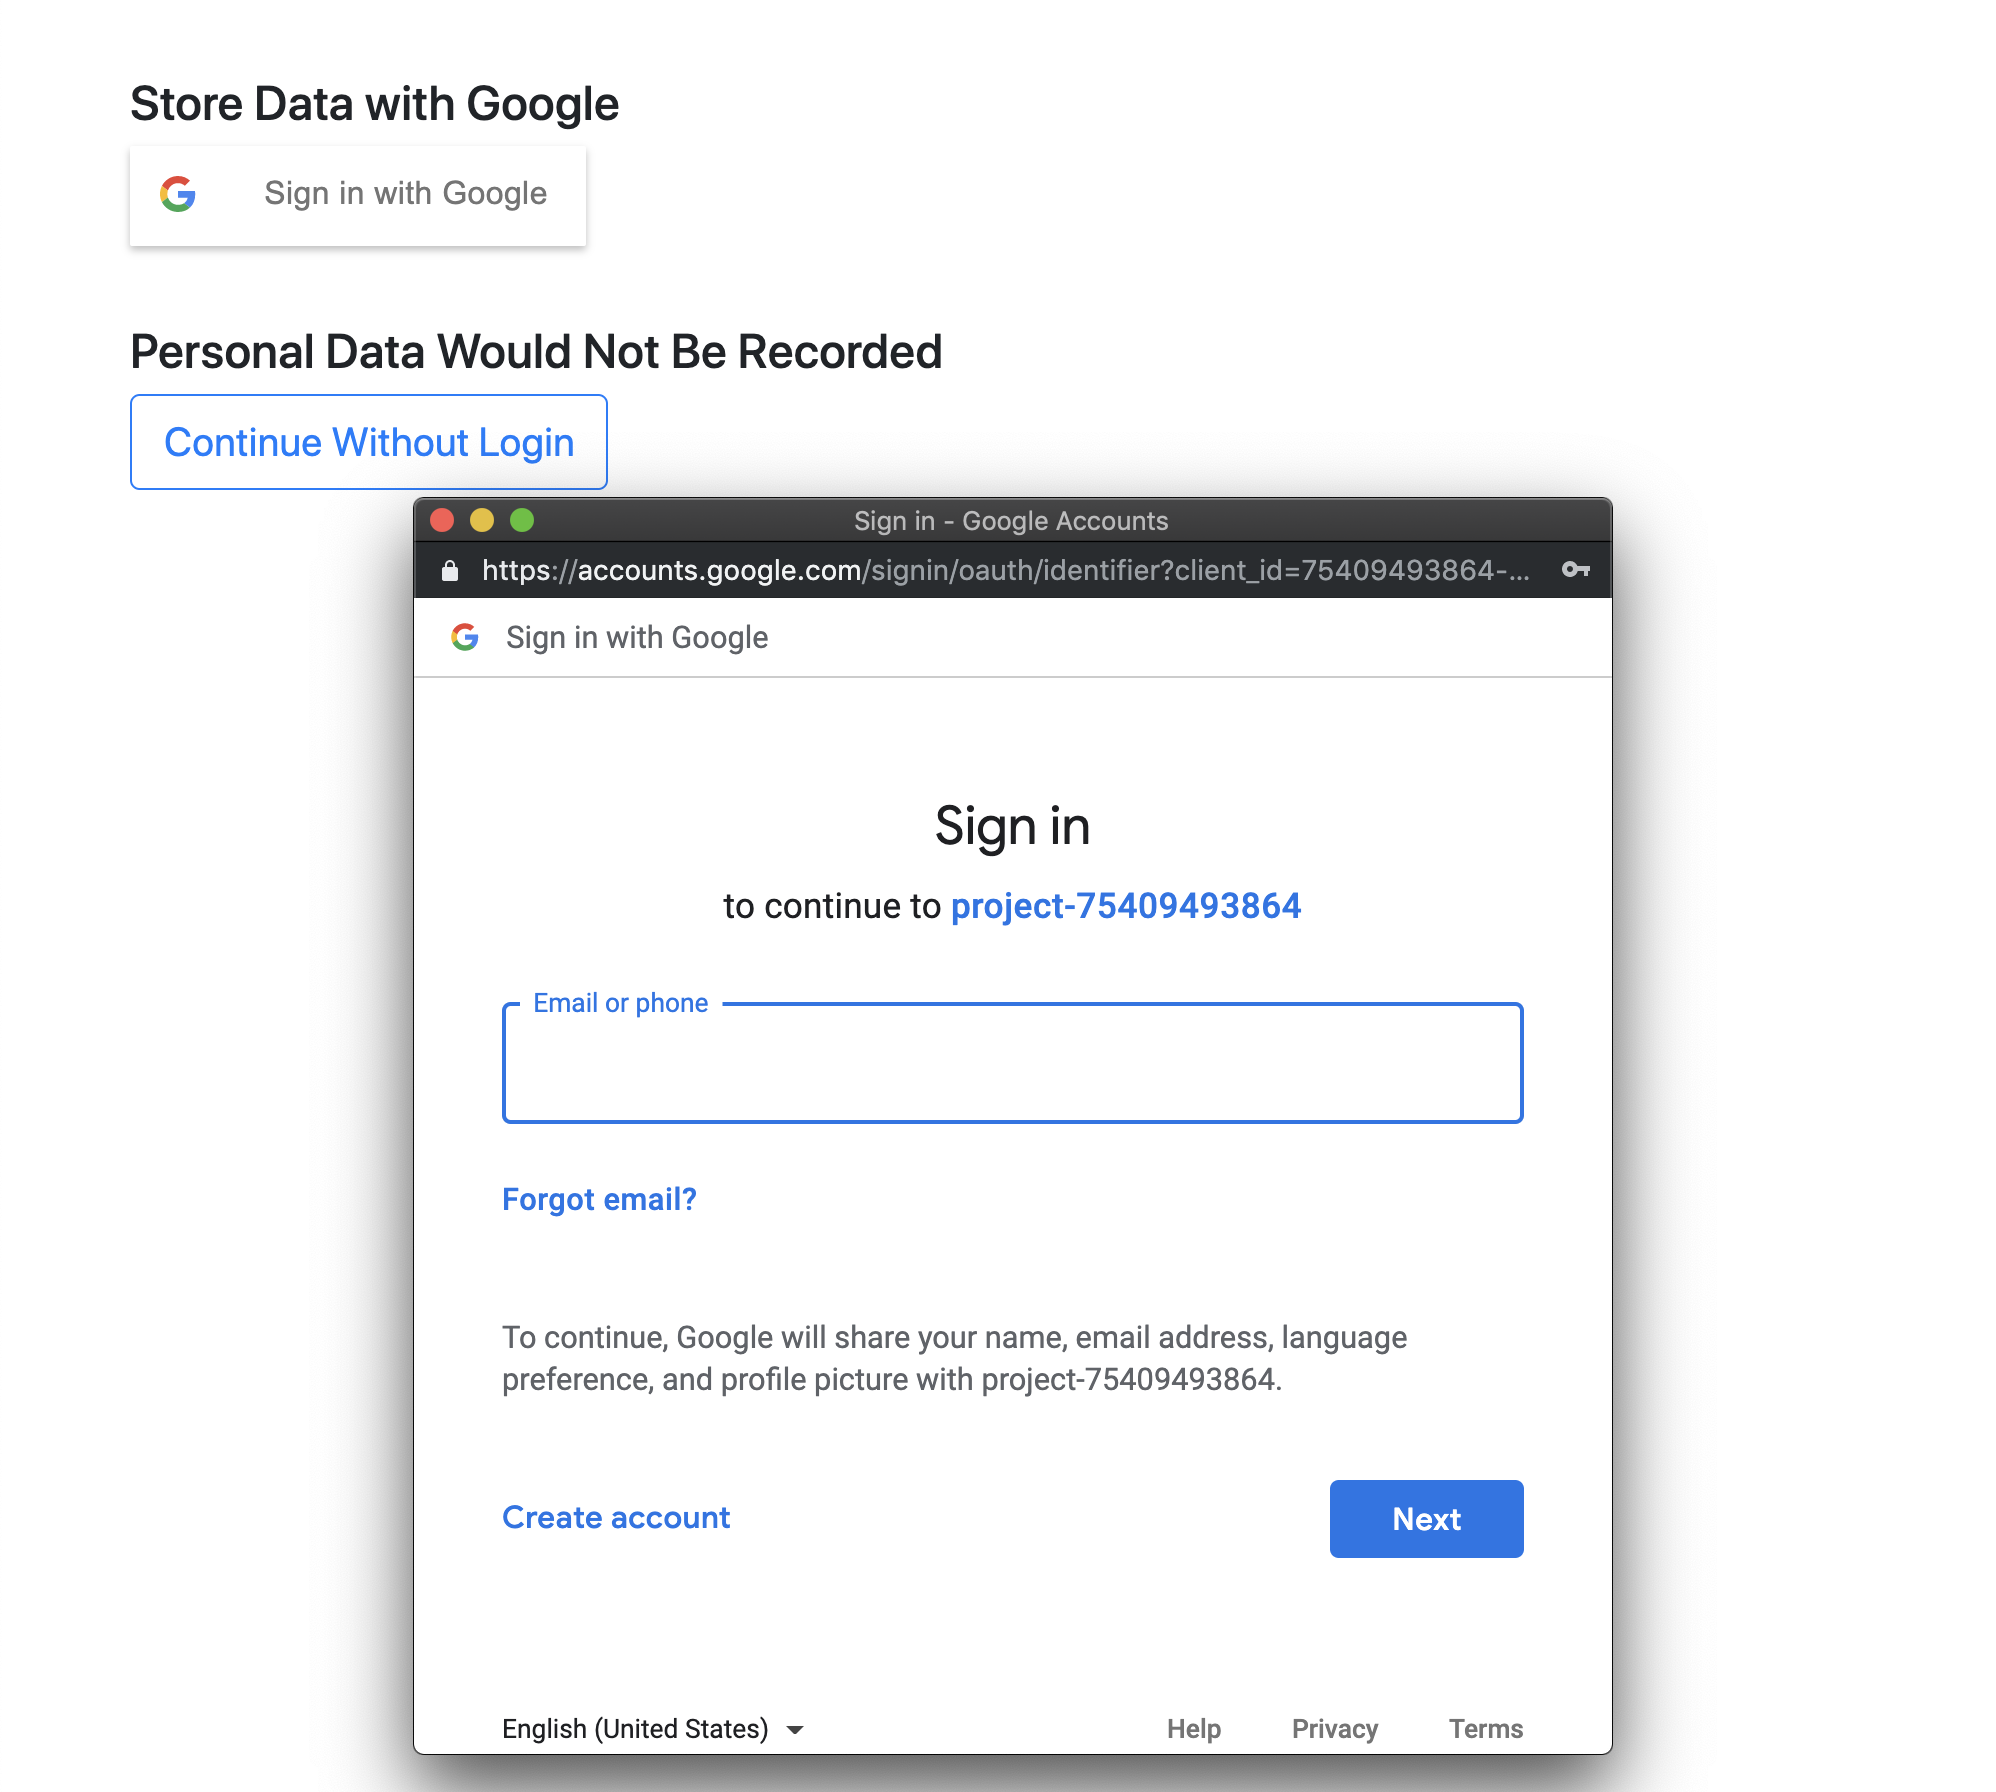 Store Data with Google
Sign in with Google
Personal Data Would Not Be Recorded
Continue Without Login
Sign in - Google Accounts
https://accounts.google.com/signin/oauth/identifier?client_id=75409493864-...
Sign in with Google
Sign in
to continue to project-75409493864
Email or phone
Forgot email?
To continue, Google will share your name, email address, language
preference, and profile picture with project-75409493864.
Create account
Next
English (United States)
Help Privacy Terms